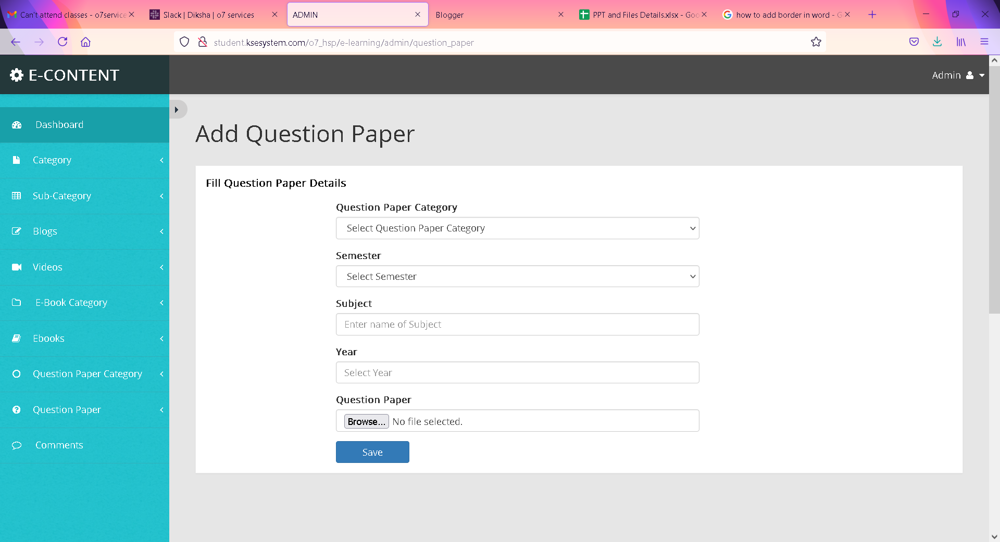 Can't attend classes - o7service
Slack | Diksha | o7 services
ADMIN
Blogger
PPT and Files Details.xlsx - Goo
how to add border in word - G
student.ksesystem.com/o7_hsp/e-learning/admin/question_paper
E-CONTENT
Admin
Dashboard
Category
Sub-Category
Blogs
Videos
E-Book Category
Ebooks
Question Paper Category
Question Paper
Comments
Add Question Paper
Fill Question Paper Details
Question Paper Category
Select Question Paper Category
Semester
Select Semester
Subject
Enter name of Subject
Year
Select Year
Question Paper
Browse... No file selected.
Save